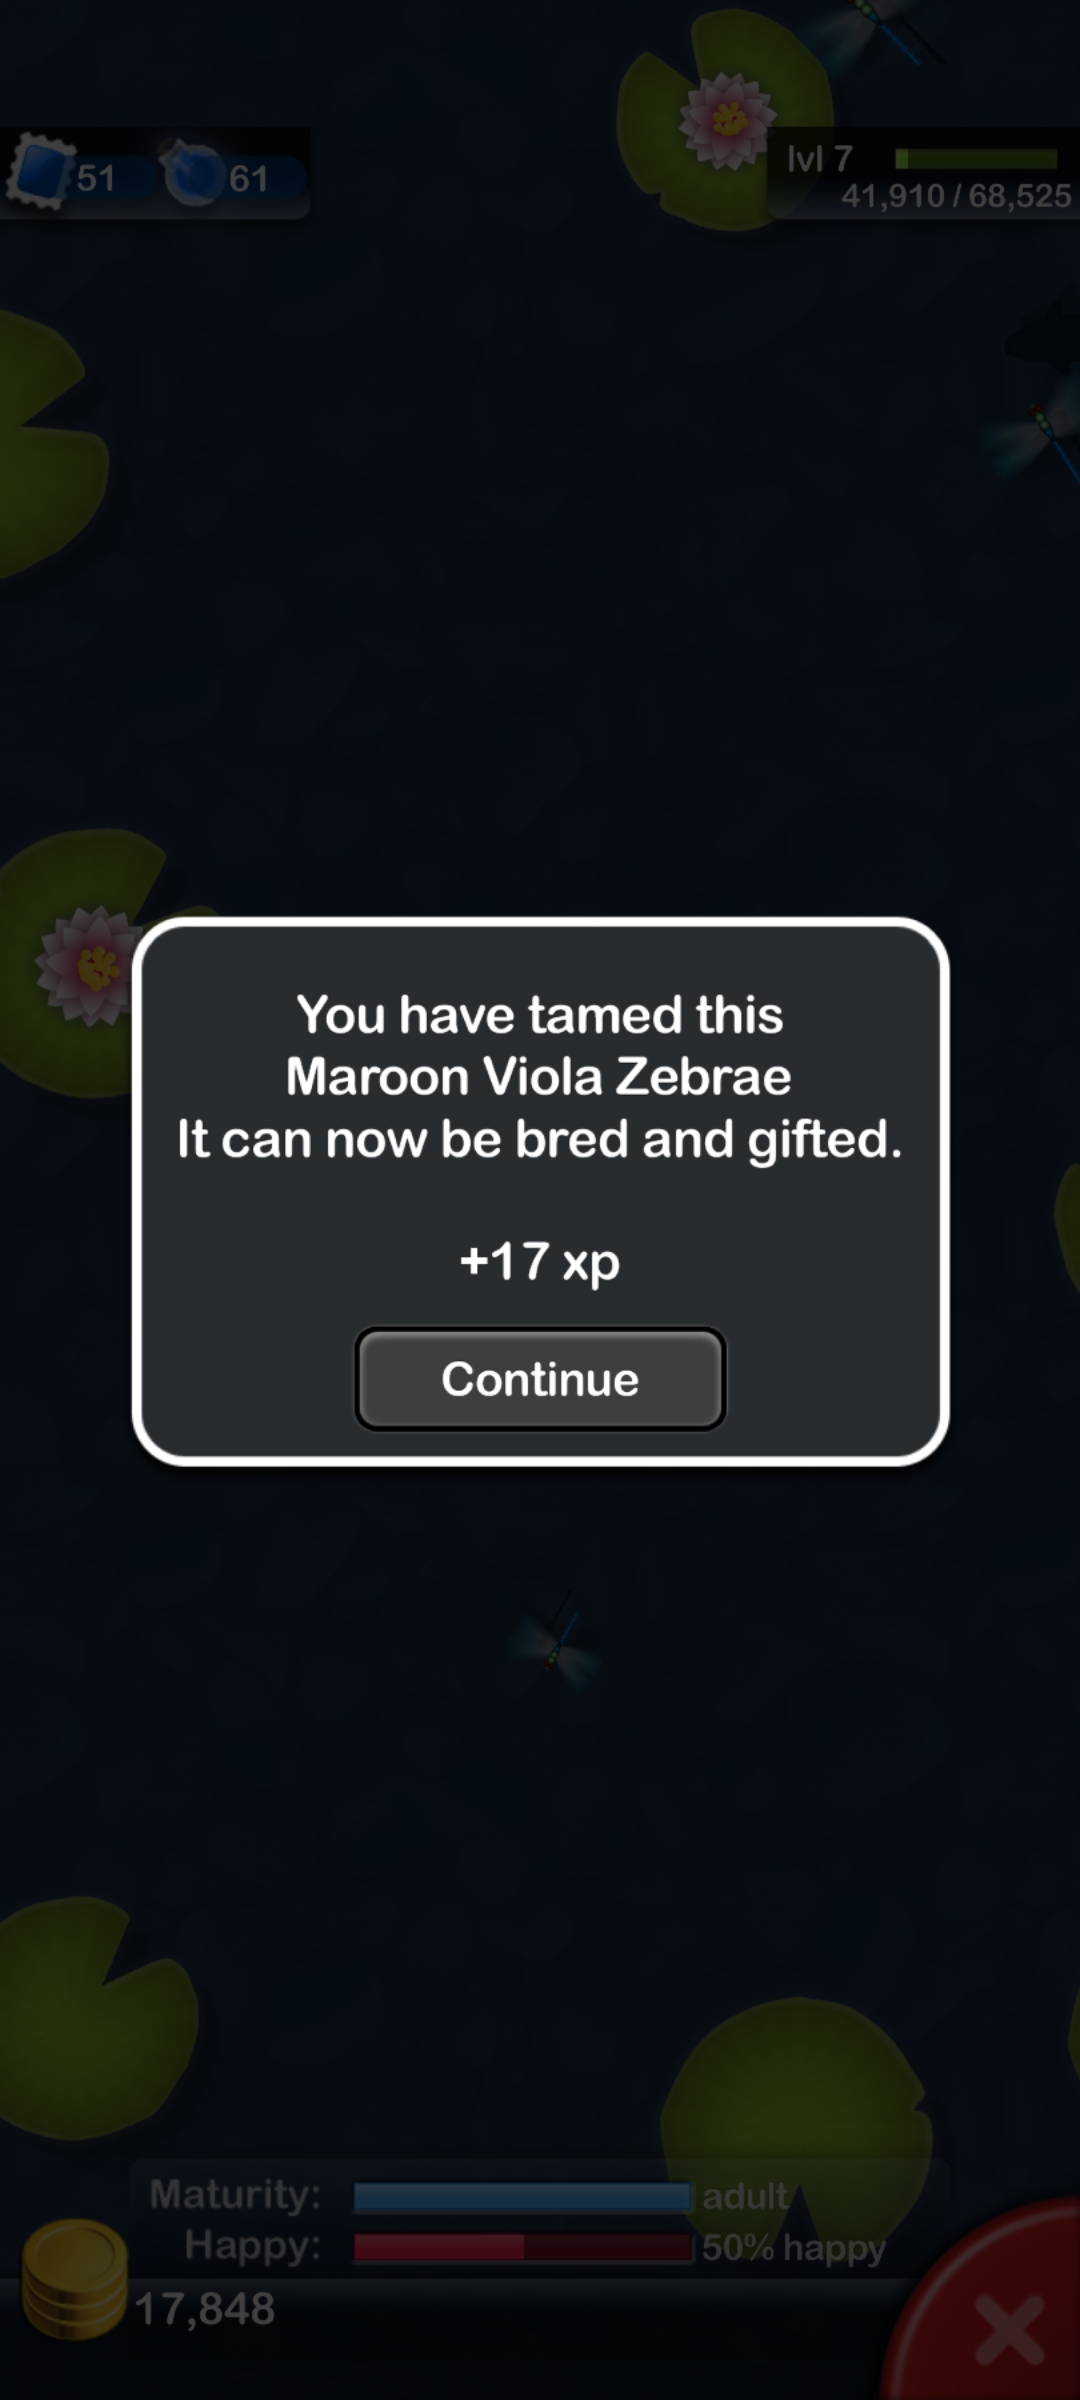 51
61
lvl 7
41,910 / 68,525
You have tamed this
Maroon Viola Zebrae
It can now be bred and gifted.
+17 xp
Continue
Maturity: adult
Happy: 50% happy
17,848